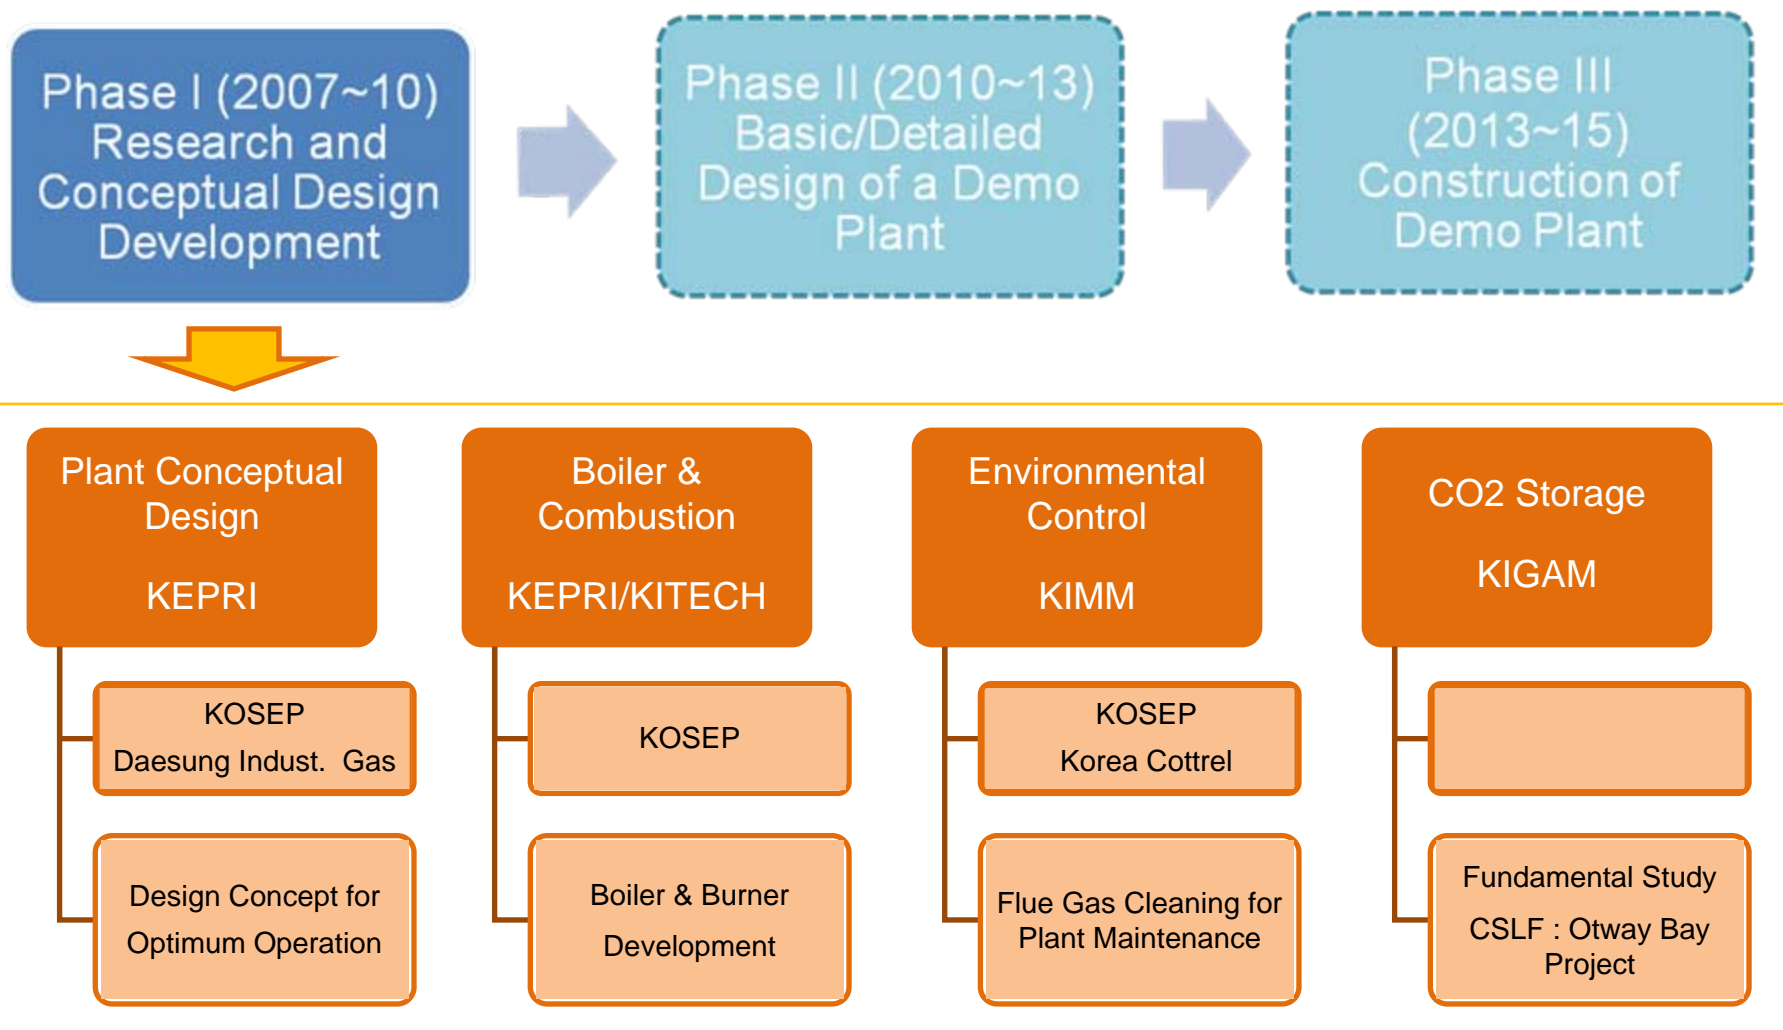 Phase I (2007~10)
Research and
Conceptual Design
Development
Phase II (2010~13)
Basic/Detailed
Design of a Demo
Plant
Phase III
(2013~15)
Construction of
Demo Plant
Plant Conceptual
Design
KEPRI
KOSEP
Daesung Indust. Gas
Design Concept for
Optimum Operation
Boiler &
Combustion
KEPRI/KITECH
KOSEP
Boiler & Burner
Development
Environmental
Control
KIMM
KOSEP
Korea Cottrel
Flue Gas Cleaning for
Plant Maintenance
CO2 Storage
KIGAM
Fundamental Study
CSLF : Otway Bay
Project